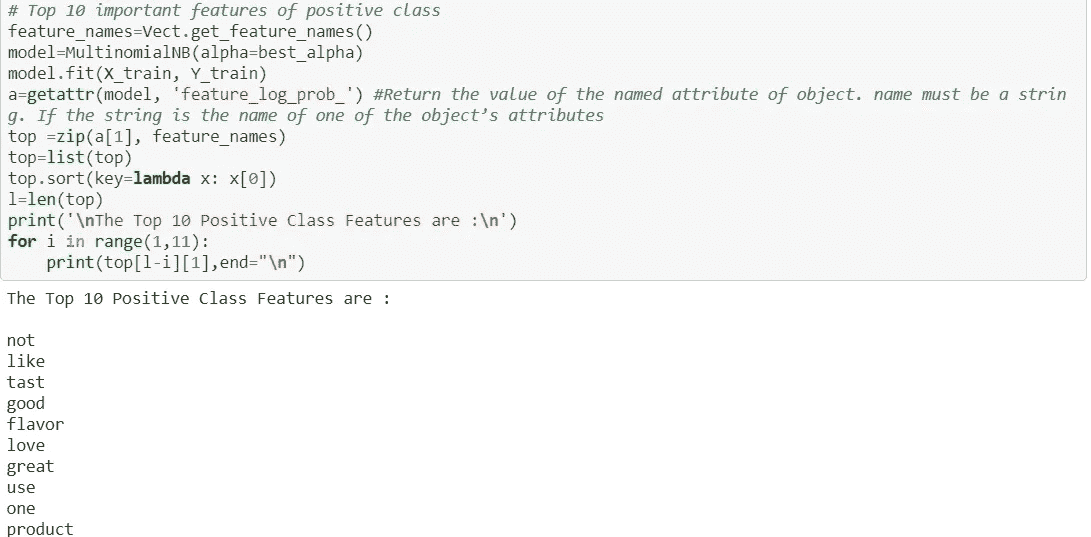 # Top 10 important features of positive class
feature_names=Vect.get_feature_names()
model=MultinomialNB(alpha=best_alpha)
model.fit(X_train, Y_train)
a=getattr(model, 'feature_log_prob_') #Return the value of the named attribute of object. name must be a strin
g. If the string is the name of one of the object’s attributes
top =zip(a[1], feature_names)
top=list(top)
top.sort(key=lambda x: x[0])
l=len(top)
print('\nThe Top 10 Positive Class Features are :\n')
for i in range(1,11):
    print(top[l-i][1],end="\n")
The Top 10 Positive Class Features are :
not
like
tast
good
flavor
love
great
use
one
product